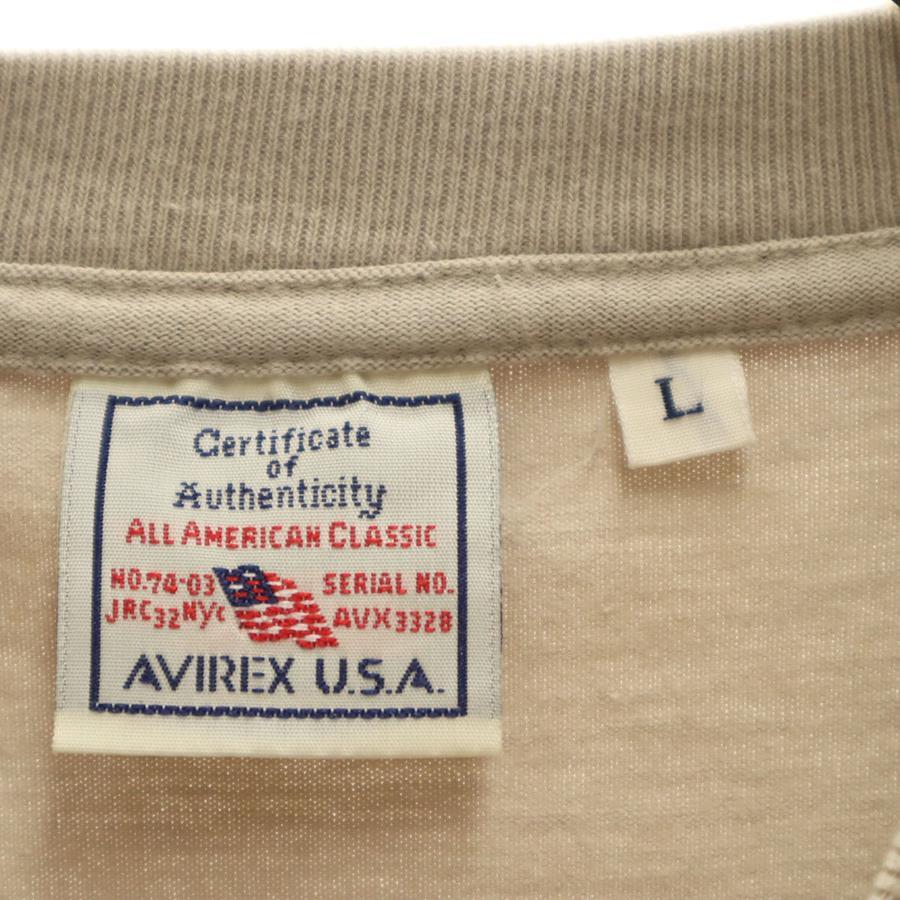 Certificate
of
Authenticity
ALL AMERICAN CLASSIC
NO.74-03 SERIAL NO.
JRC32NYC AVX3328
AVIREX U.S.A.
L